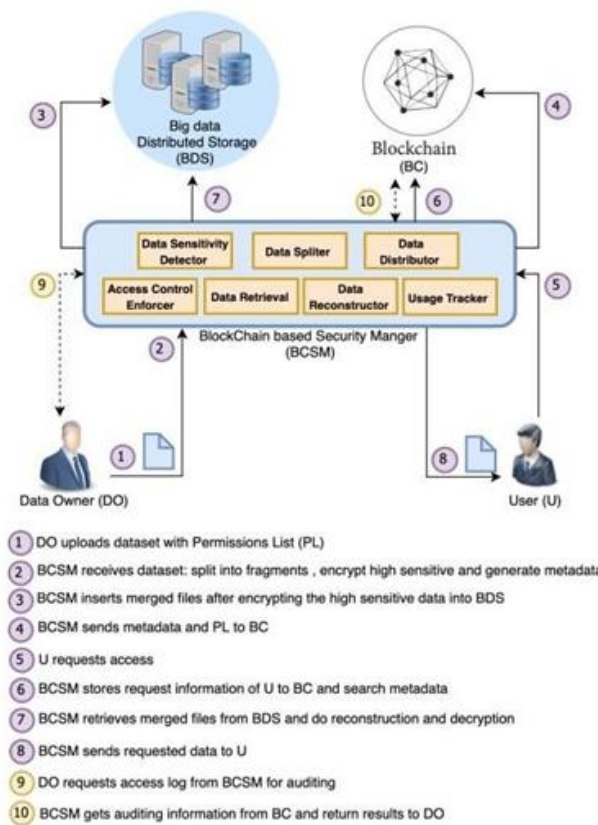 3
Big data
Distributed Storage
(BDS)
Blockchain
(BC)
4
7
10
6
Data Sensitivity
Detector
Data Spliter
Data
Distributor
9
5
Access Control
Enforcer
Data Retrieval
Data
Reconstructor
Usage Tracker
2
BlockChain based Security Manger
(BCSM)
1
8
Data Owner (DO)
User (U)
1 DO uploads dataset with Permissions List (PL)
2 BCSM receives dataset: split into fragments , encrypt high sensitive and generate metadata
3 BCSM inserts merged files after encrypting the high sensitive data into BDS
4 BCSM sends metadata and PL to BC
5 U requests access
6 BCSM stores request information of U to BC and search metadata
7 BCSM retrieves merged files from BDS and do reconstruction and decryption
8 BCSM sends requested data to U
9 DO requests access log from BCSM for auditing
10 BCSM gets auditing information from BC and return results to DO